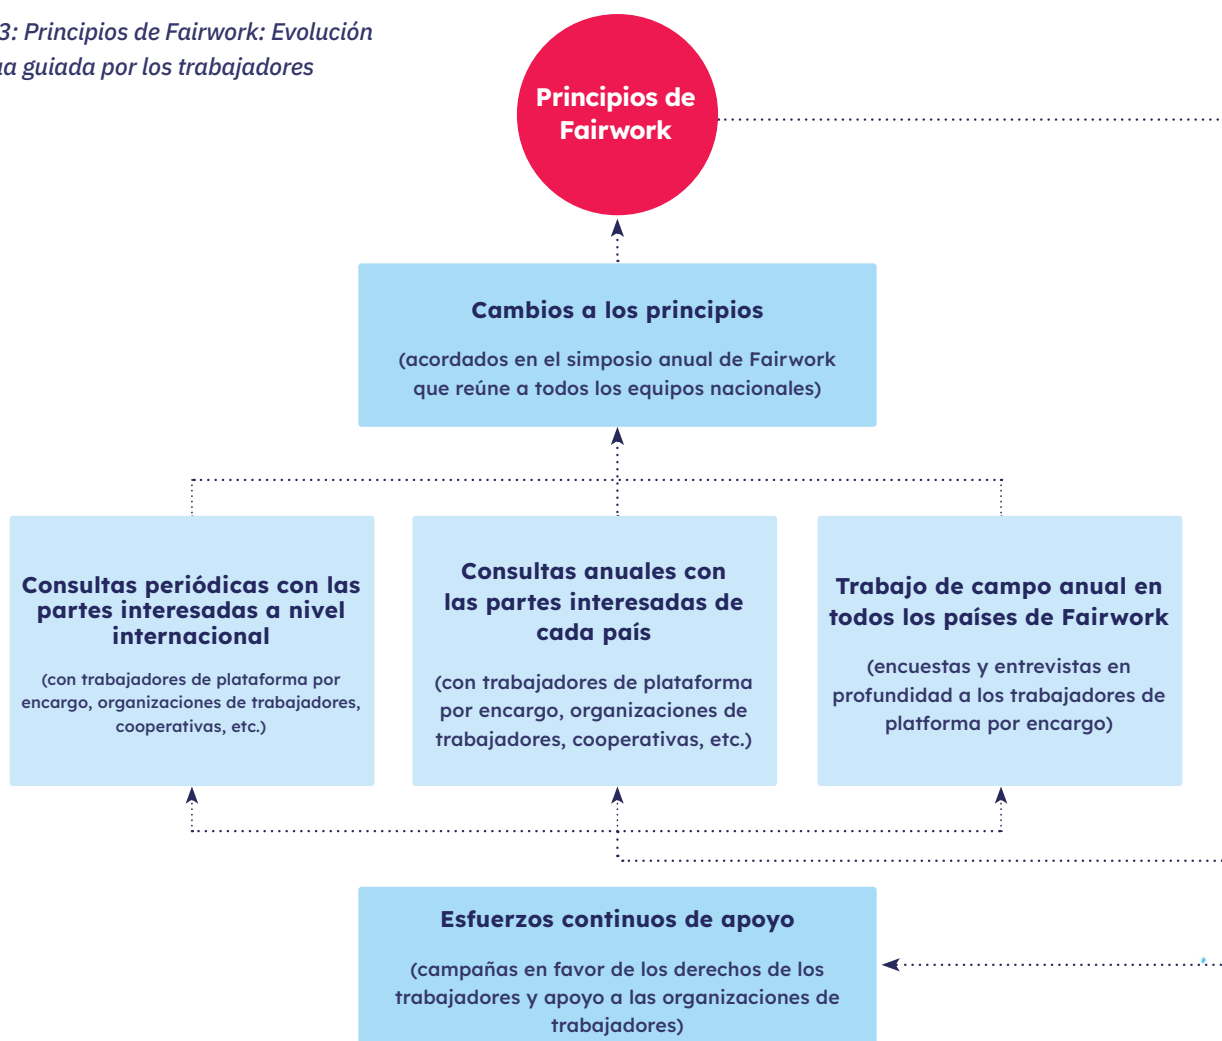 3: Principios de Fairwork: Evolución
guiada por los trabajadores
Principios de
Fairwork
Cambios a los principios
(acordados en el simposio anual de Fairwork
que reúne a todos los equipos nacionales)
Consultas periódicas con las
partes interesadas a nivel
internacional
(con trabajadores de plataforma por
encargo, organizaciones de trabajadores,
cooperativas, etc.)
Consultas anuales con
las partes interesadas de
cada país
(con trabajadores de plataforma
por encargo, organizaciones de
trabajadores, cooperativas, etc.)
Trabajo de campo anual en
todos los países de Fairwork
(encuestas y entrevistas en
profundidad a los trabajadores de
platforma por encargo)
Esfuerzos continuos de apoyo
(campañas en favor de los derechos de los
trabajadores y apoyo a las organizaciones de
trabajadores)